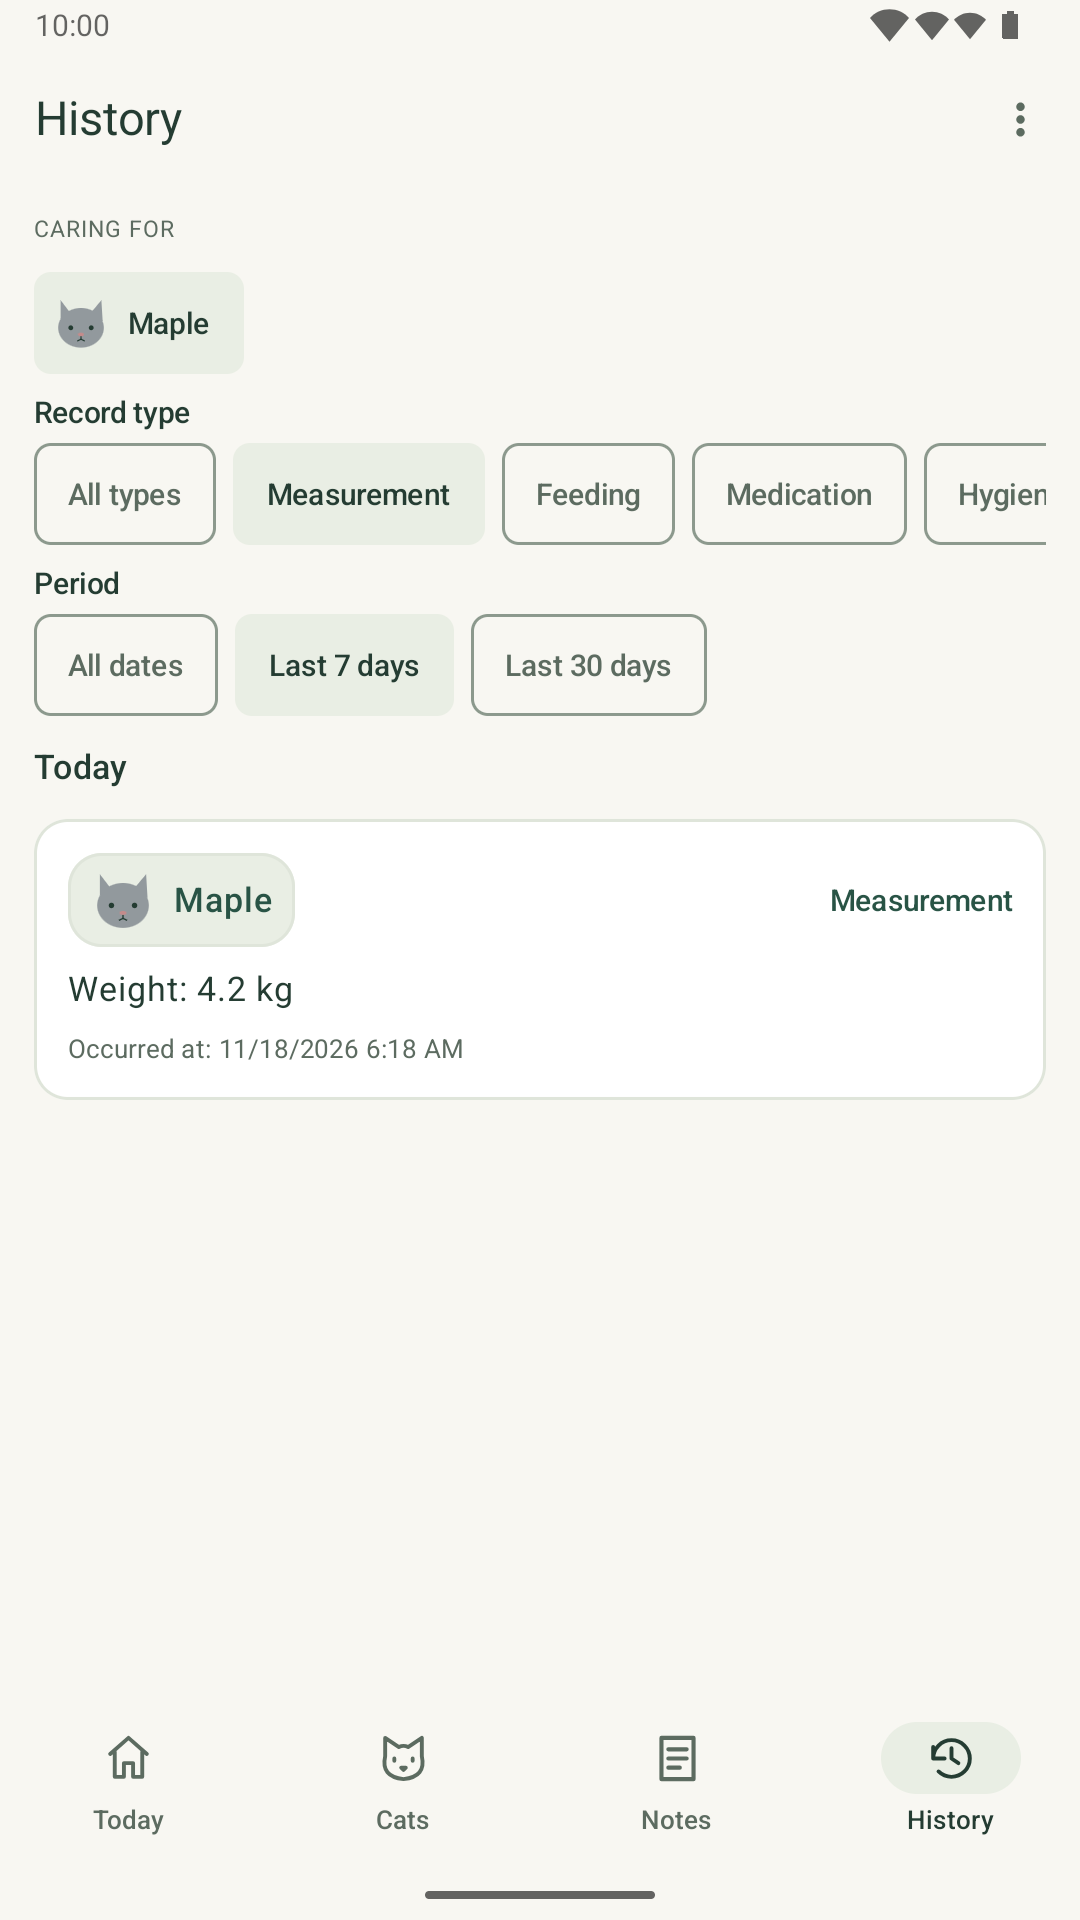 10:00
History
CARING FOR
Maple
Record type
All types
Measurement
Feeding
Medication
Hygien
Period
All dates
Last 7 days
Last 30 days
Today
Maple
Measurement
Weight: 4.2 kg
Occurred at: 11/18/2026 6:18 AM
Today
Cats
Notes
History